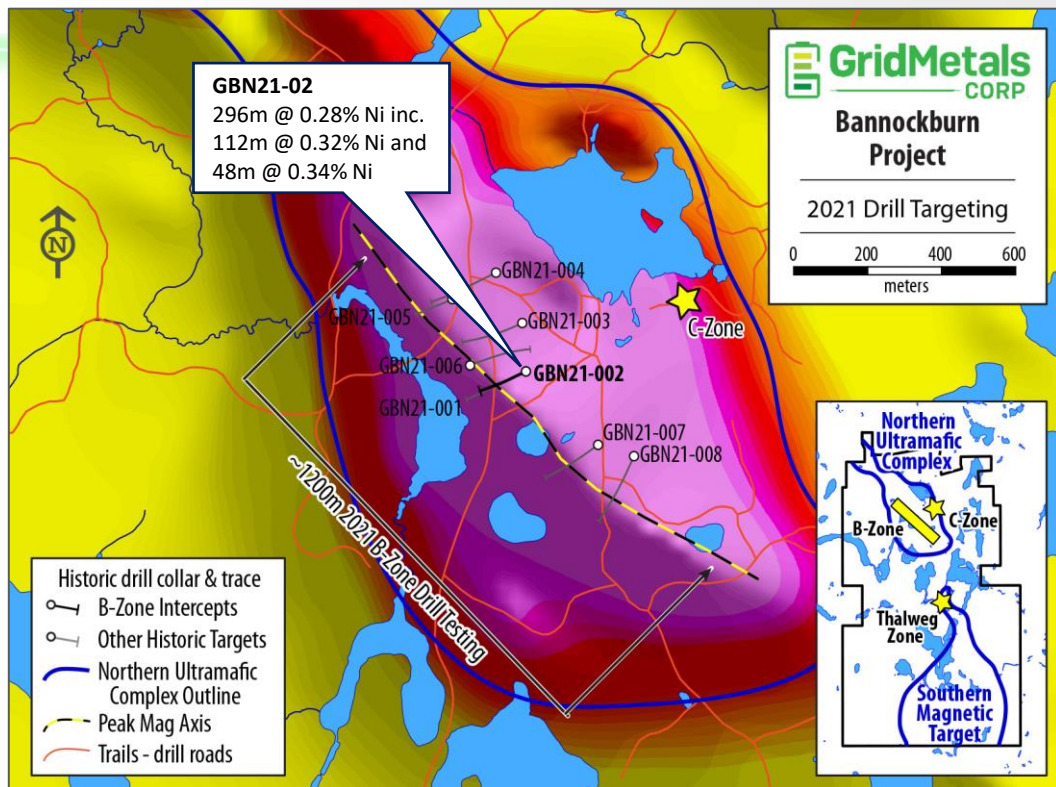 GBN21-02
296m @ 0.28% Ni inc.
112m @ 0.32% Ni and
48m @ 0.34% Ni
GridMetals
CORP
Bannockburn
Project
2021 Drill Targeting
0 200 400 600
meters
N
GBN21-004
GBN21-005
GBN21-003
C-Zone
GBN21-006
GBN21-002
GBN21-001
GBN21-007
GBN21-008
~1200m 2021 B-Zone Drill Testing
Historic drill collar & trace
B-Zone Intercepts
Other Historic Targets
Northern Ultramafic
Complex Outline
Peak Mag Axis
Trails - drill roads
Northern
Ultramafic
Complex
B-Zone
C-Zone
Thalweg
Zone
Southern
Magnetic
Target